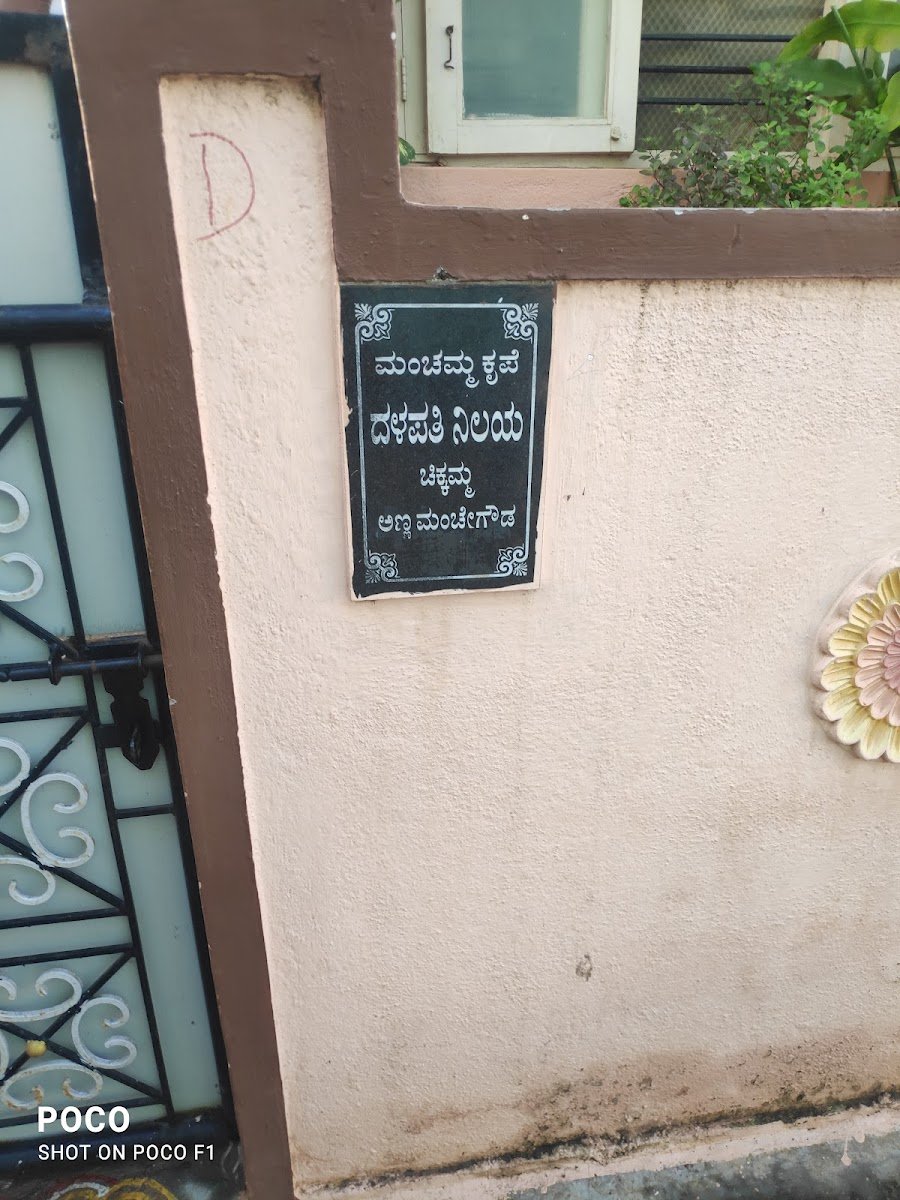 D
ಮಂಚಮ್ಮ ಕೃಪೆ
ದಳಪತಿ ನಿಲಯ
ಚಿಕ್ಕಮ್ಮ
ಅಣ್ಣ ಮಂಚೇಗೌಡ
POCO
SHOT ON POCO F1